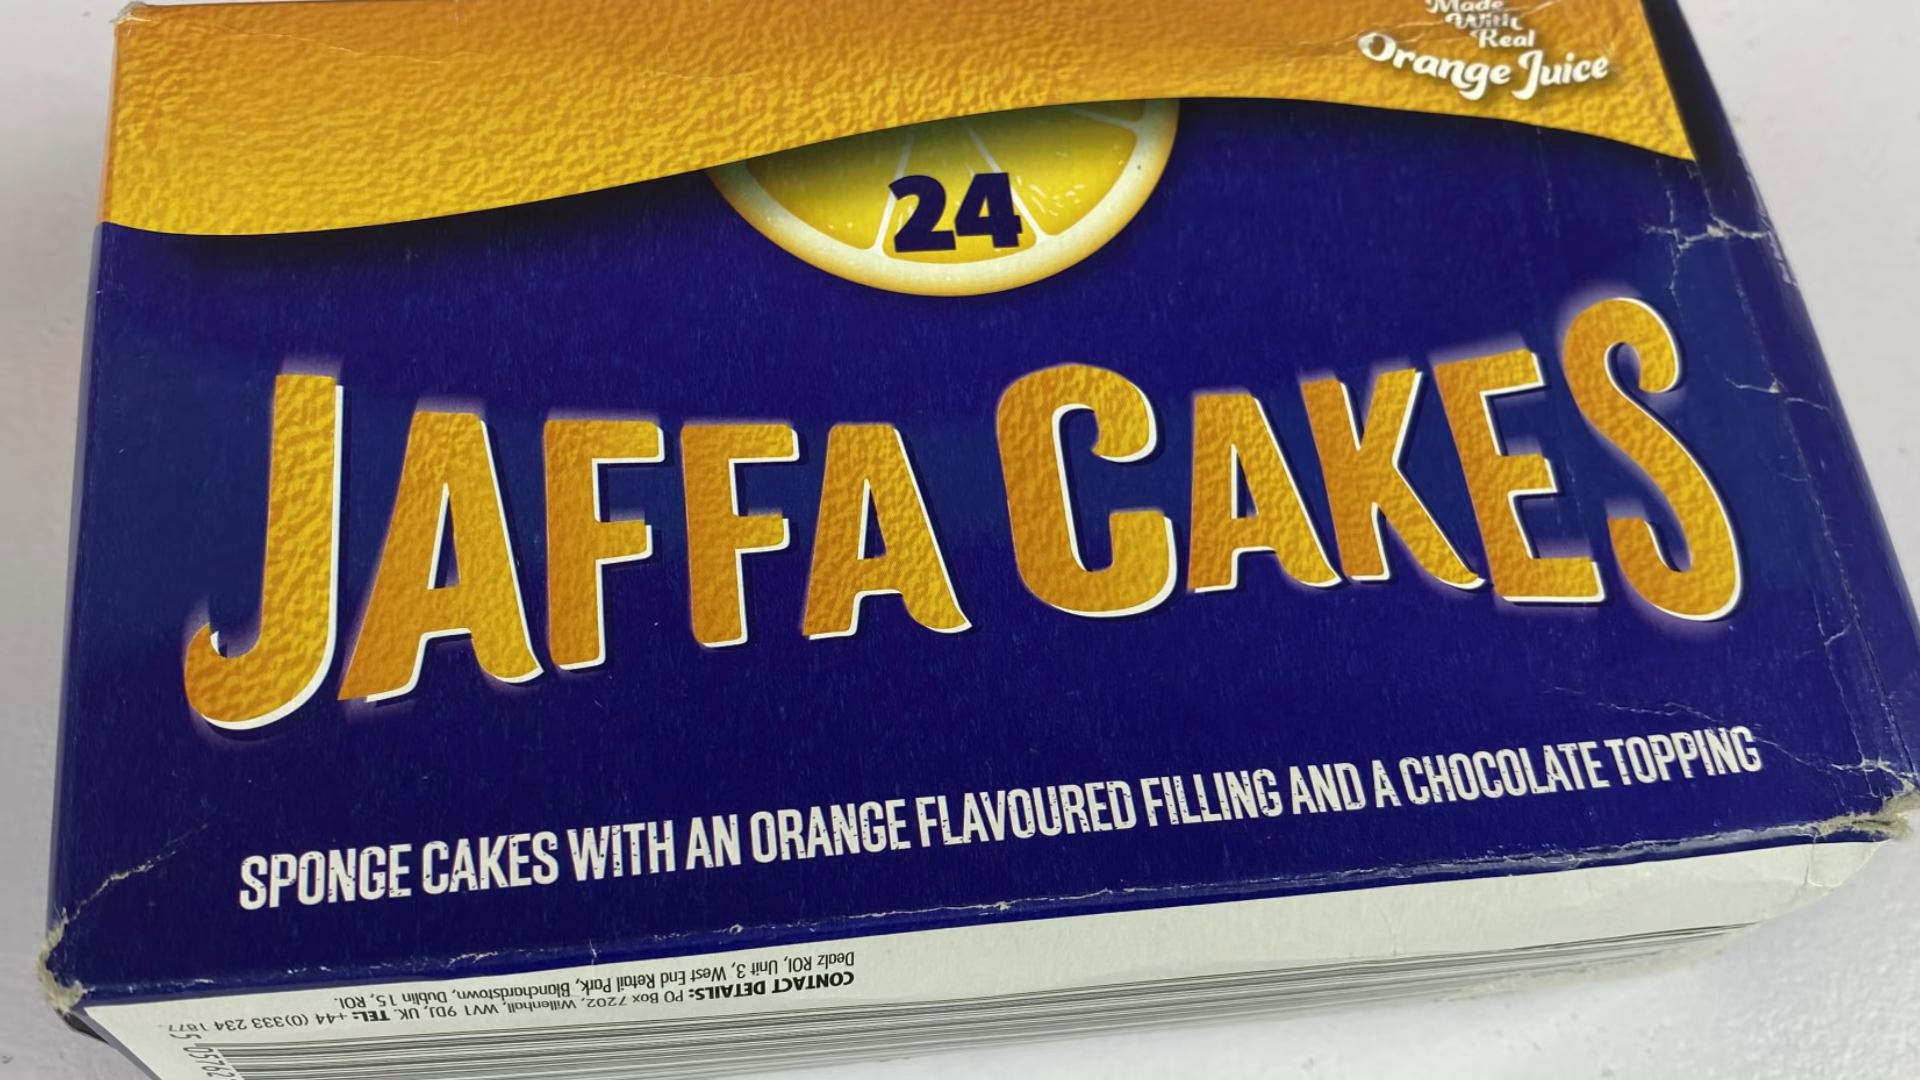 Made
With
Real
Orange Juice
24
JAFFA CAKES
SPONGE CAKES WITH AN ORANGE FLAVOURED FILLING AND A CHOCOLATE TOPPING
CONTACT DETAILS: PO Box 7202, Willenhall, WV1 9DJ, UK. TEL: +44 (0)333 234 1877.
Dealz ROI, Unit 3, West End Retail Park, Blanchardstown, Dublin 15, ROI.
5 05762